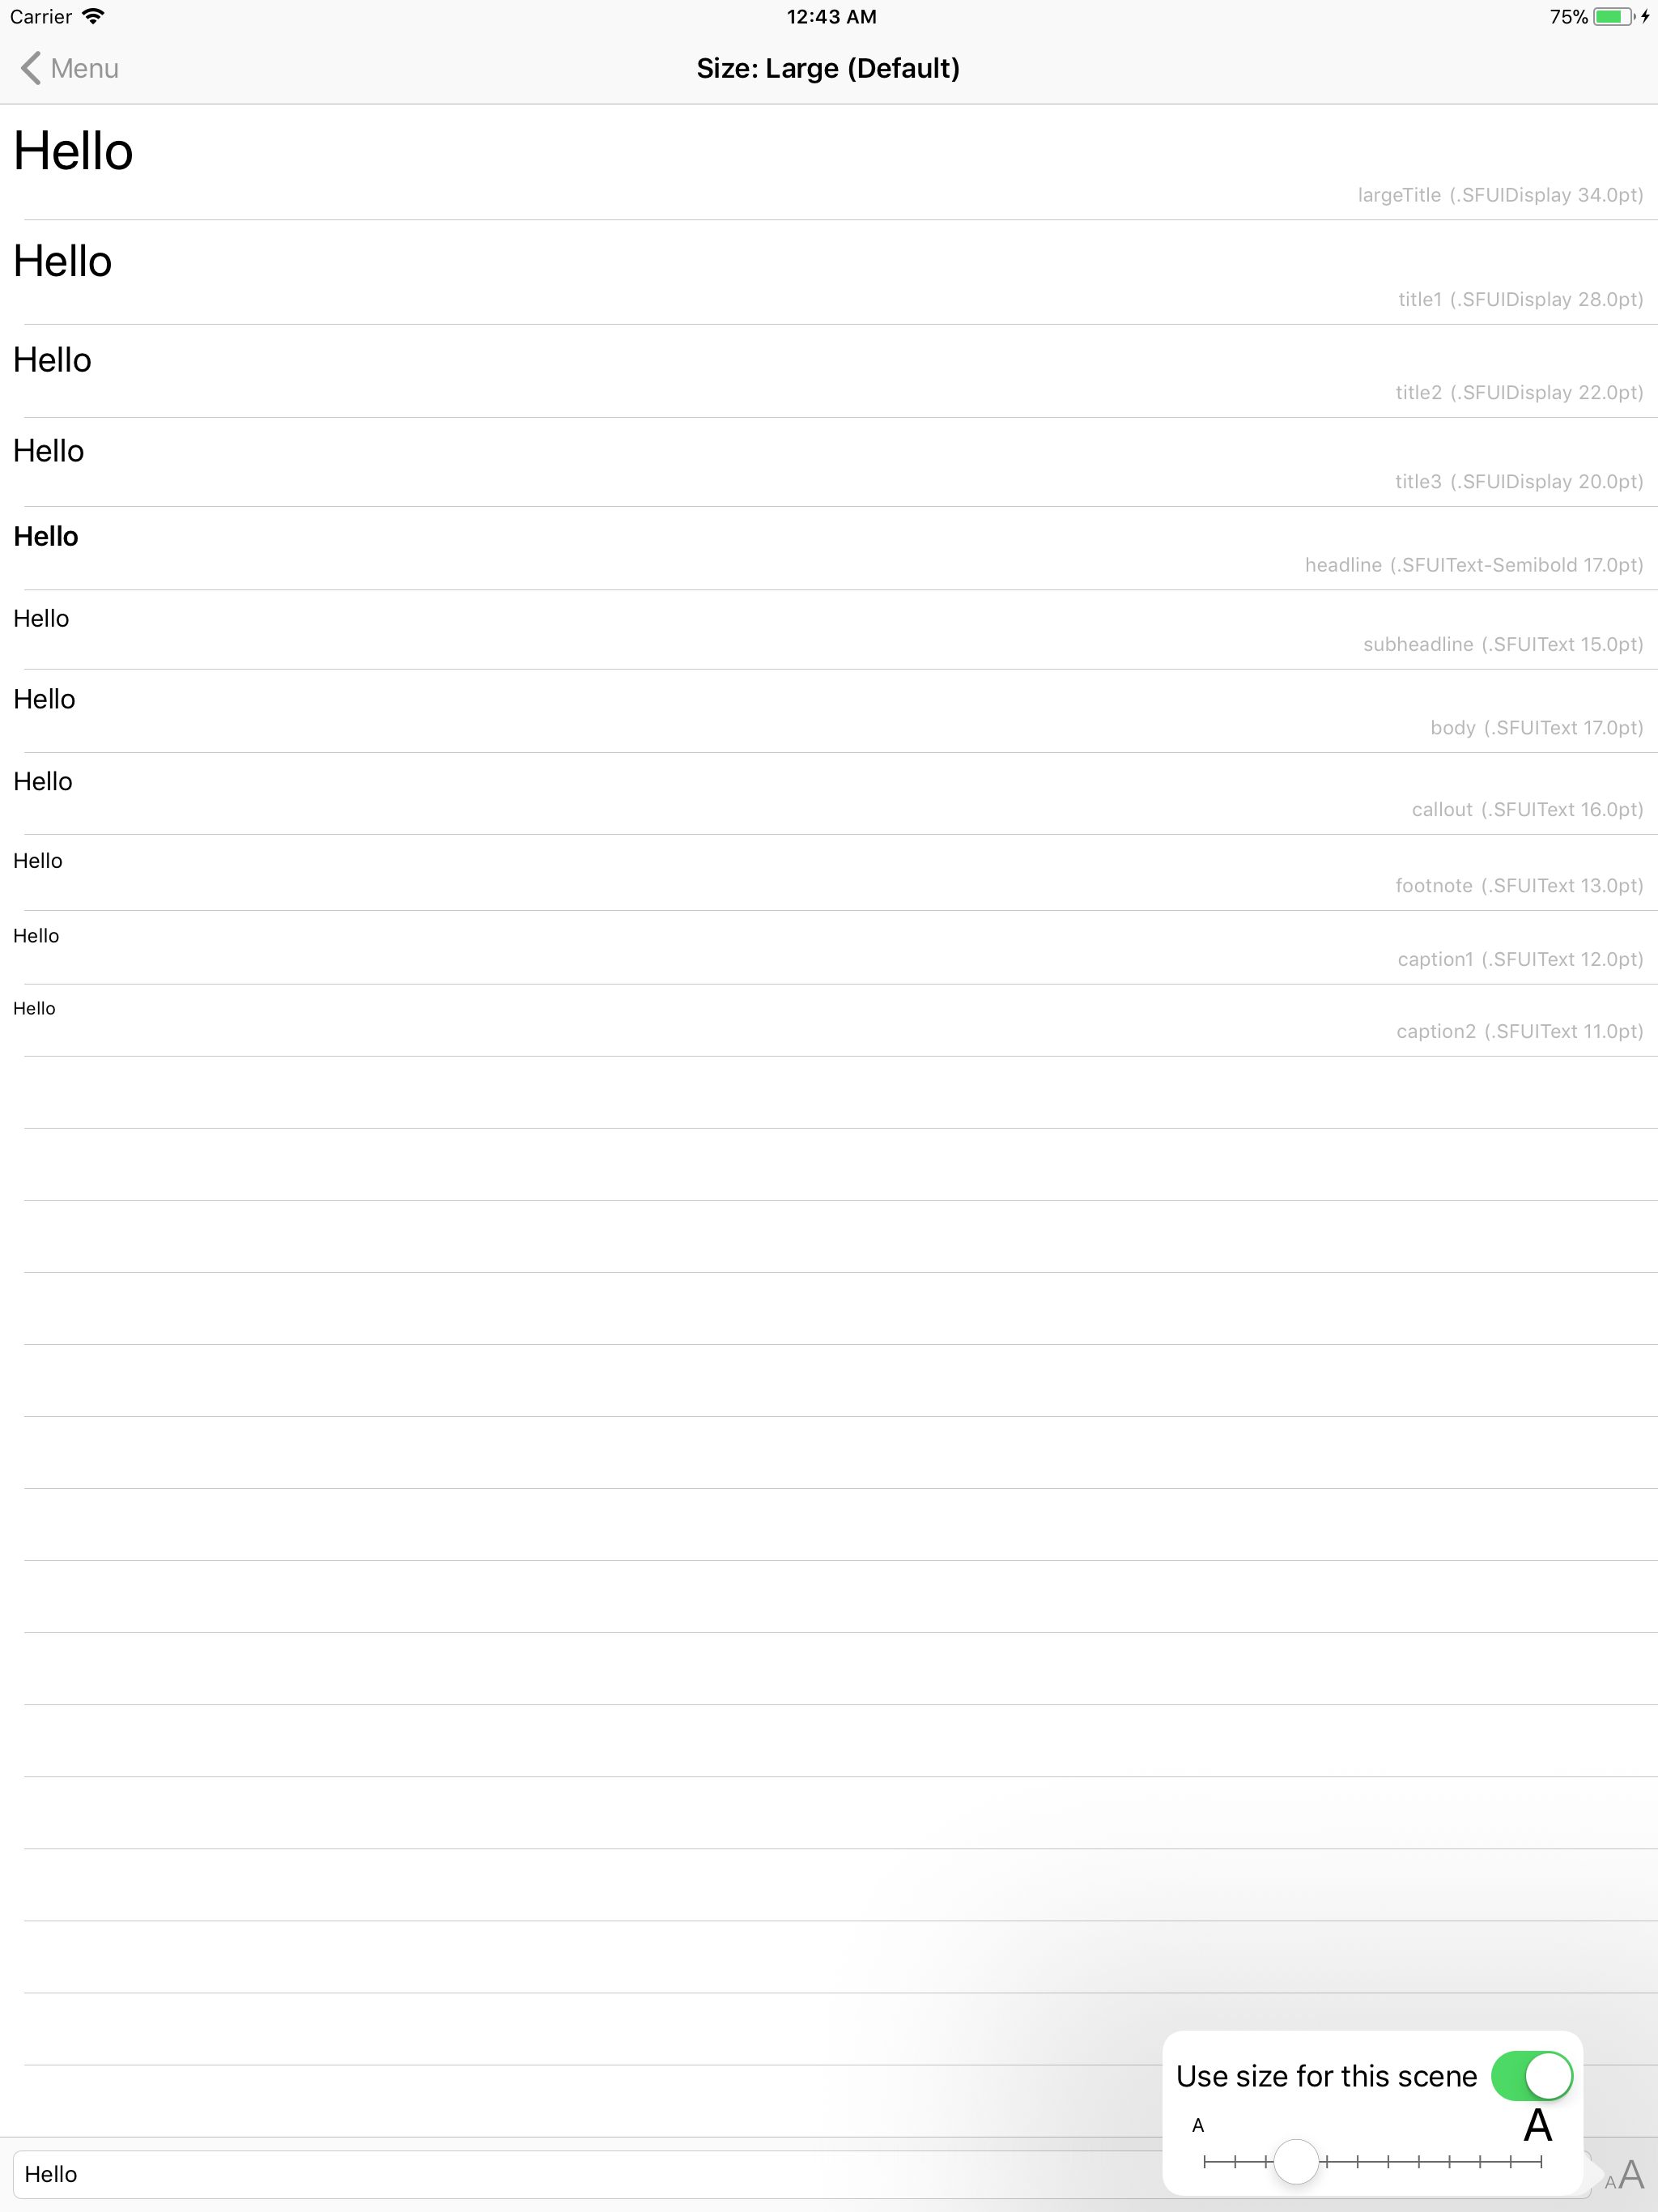 Carrier 12:43 AM 75%
Menu Size: Large (Default)
Hello
largeTitle (.SFUIDisplay 34.0pt)
Hello
title1 (.SFUIDisplay 28.0pt)
Hello
title2 (.SFUIDisplay 22.0pt)
Hello
title3 (.SFUIDisplay 20.0pt)
Hello
headline (.SFUIText-Semibold 17.0pt)
Hello
subheadline (.SFUIText 15.0pt)
Hello
body (.SFUIText 17.0pt)
Hello
callout (.SFUIText 16.0pt)
Hello
footnote (.SFUIText 13.0pt)
Hello
caption1 (.SFUIText 12.0pt)
Hello
caption2 (.SFUIText 11.0pt)
Use size for this scene
A A
Hello AA